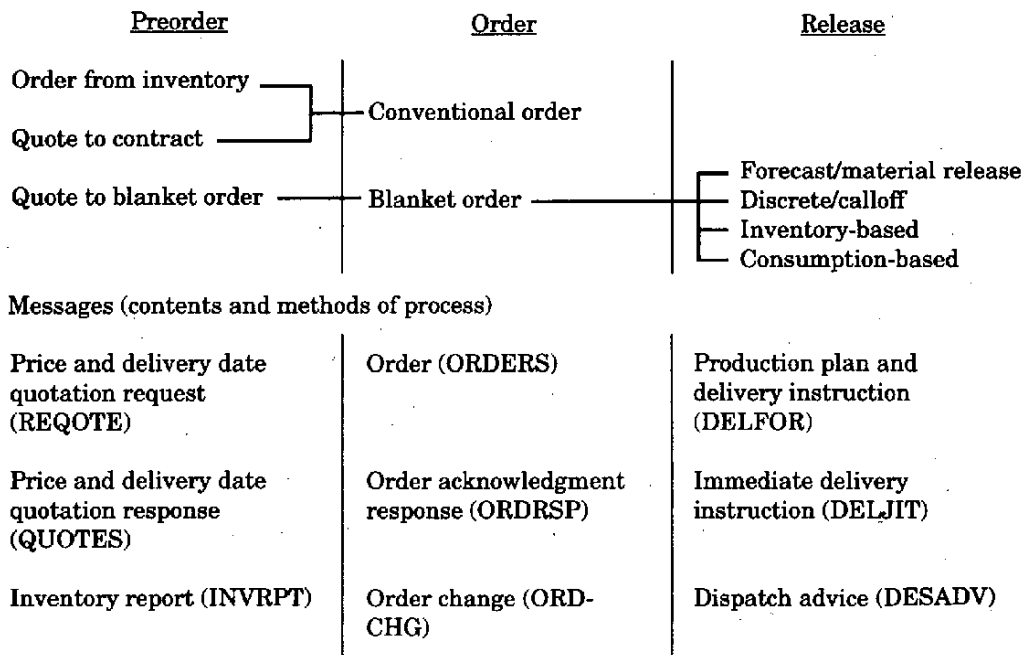 Preorder
Order
Release
Order from inventory
Quote to contract
Conventional order
Quote to blanket order
Blanket order
Forecast/material release
Discrete/calloff
Inventory-based
Consumption-based
Messages (contents and methods of process)
Price and delivery date
quotation request
(REQOTE)
Order (ORDERS)
Production plan and
delivery instruction
(DELFOR)
Price and delivery date
quotation response
(QUOTES)
Order acknowledgment
response (ORDRSP)
Immediate delivery
instruction (DELJIT)
Inventory report (INVRPT)
Order change (ORD-
CHG)
Dispatch advice (DESADV)